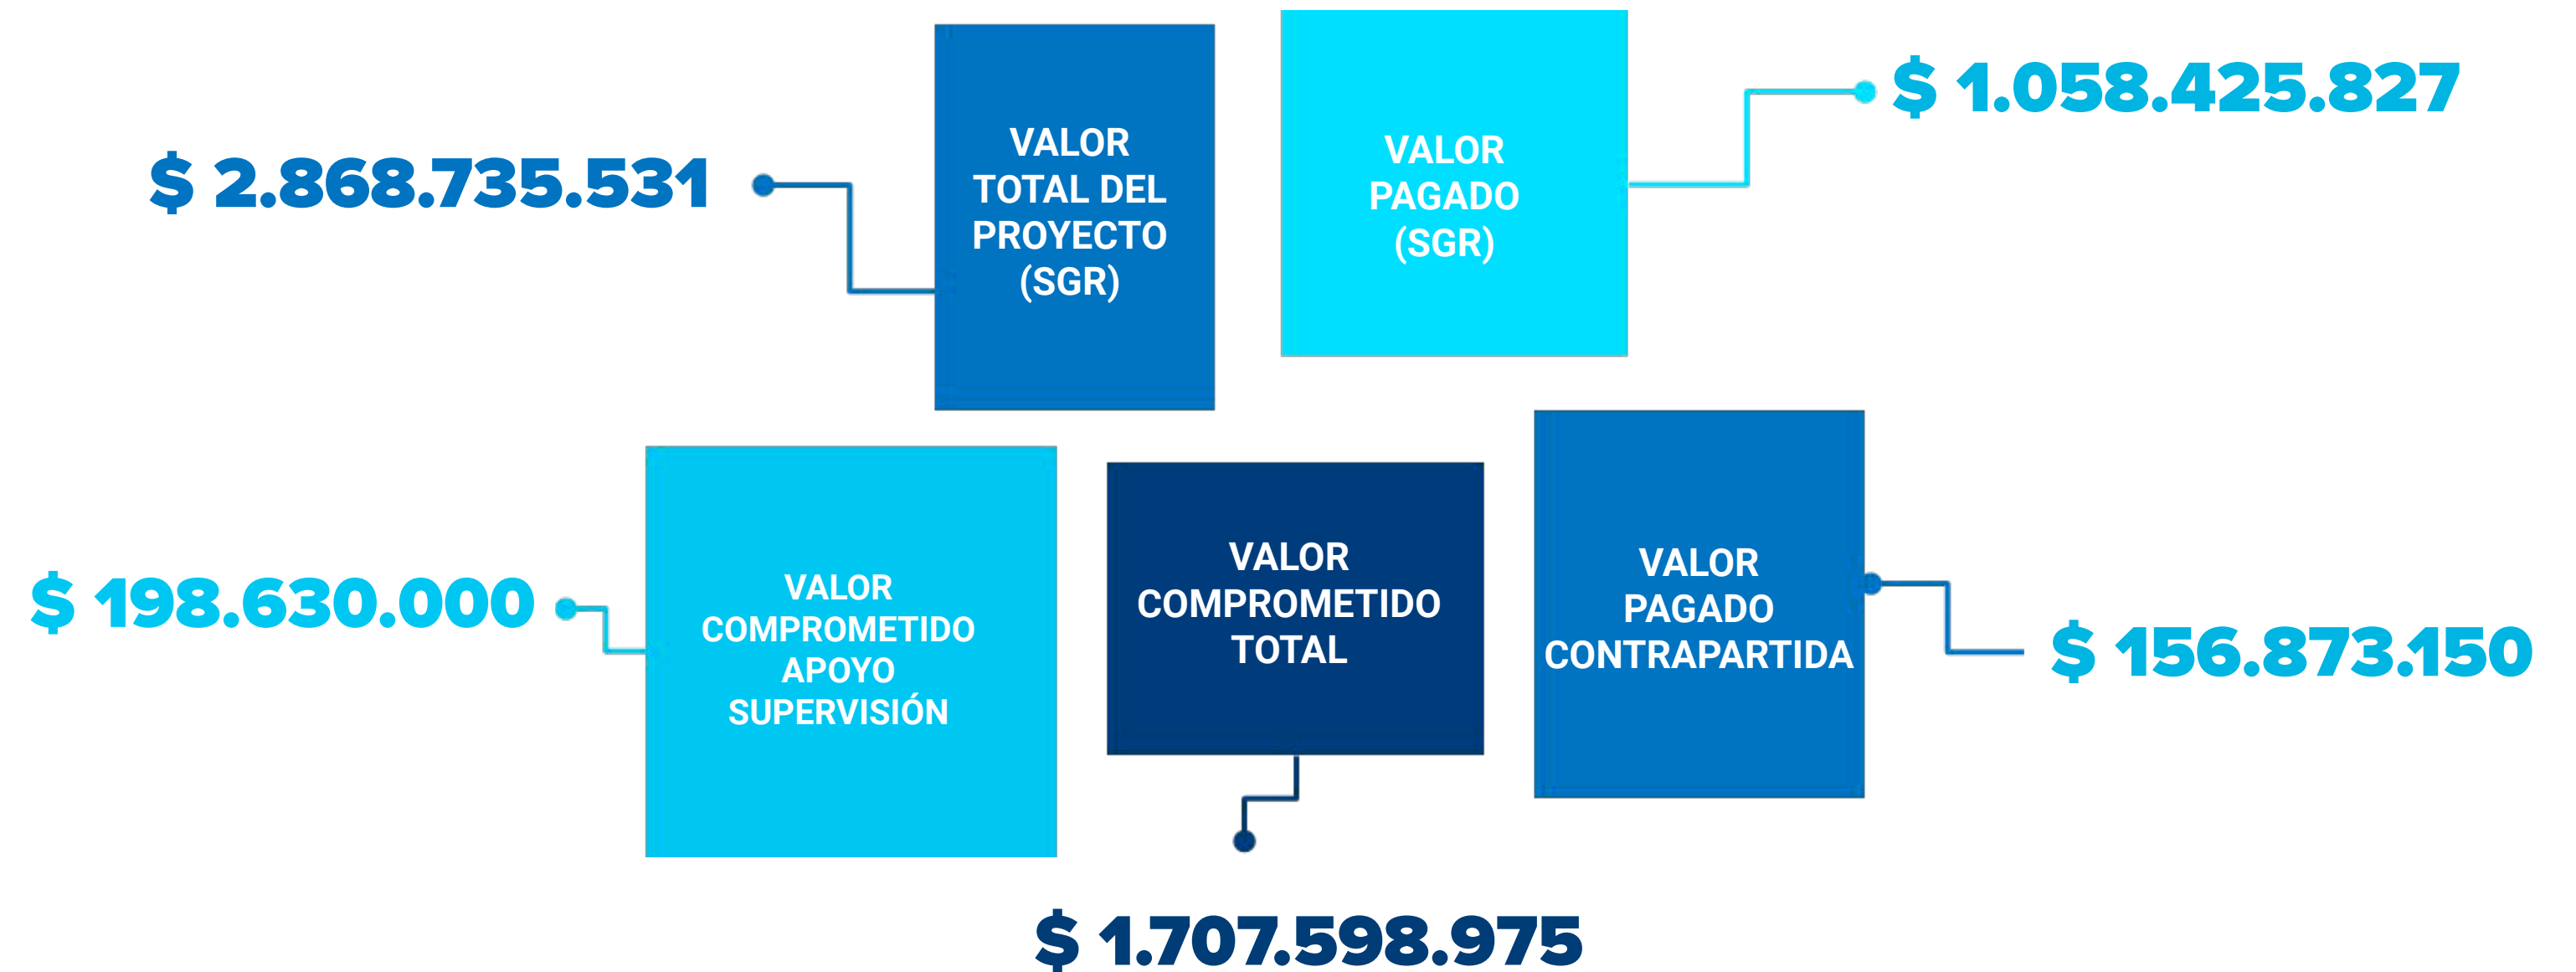 $ 2.868.735.531
VALOR
TOTAL DEL
PROYECTO
(SGR)
VALOR
PAGADO
(SGR)
$ 1.058.425.827
$ 198.630.000
VALOR
COMPROMETIDO
APOYO
SUPERVISIÓN
VALOR
COMPROMETIDO
TOTAL
$ 1.707.598.975
VALOR
PAGADO
CONTRAPARTIDA
$ 156.873.150